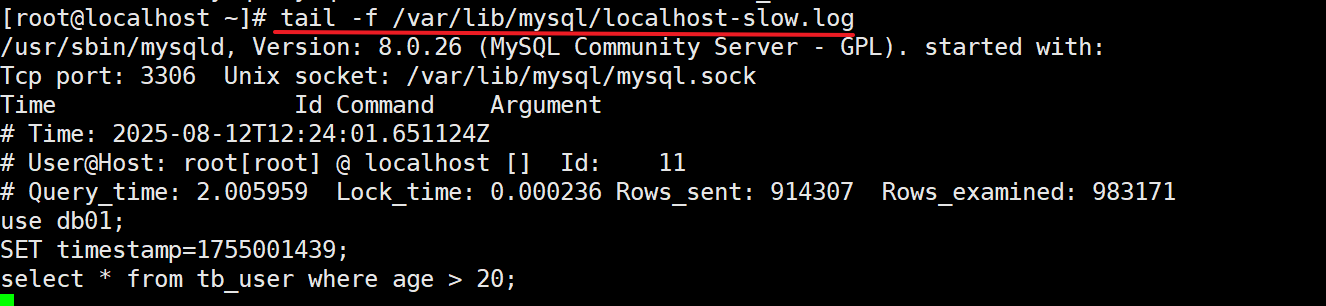 [root@localhost ~]# tail -f /var/lib/mysql/localhost-slow.log
/usr/sbin/mysqld, Version: 8.0.26 (MySQL Community Server - GPL). started with:
Tcp port: 3306  Unix socket: /var/lib/mysql/mysql.sock
Time                 Id Command    Argument
# Time: 2025-08-12T12:24:01.651124Z
# User@Host: root[root] @ localhost []  Id:    11
# Query_time: 2.005959  Lock_time: 0.000236 Rows_sent: 914307  Rows_examined: 983171
use db01;
SET timestamp=1755001439;
select * from tb_user where age > 20;